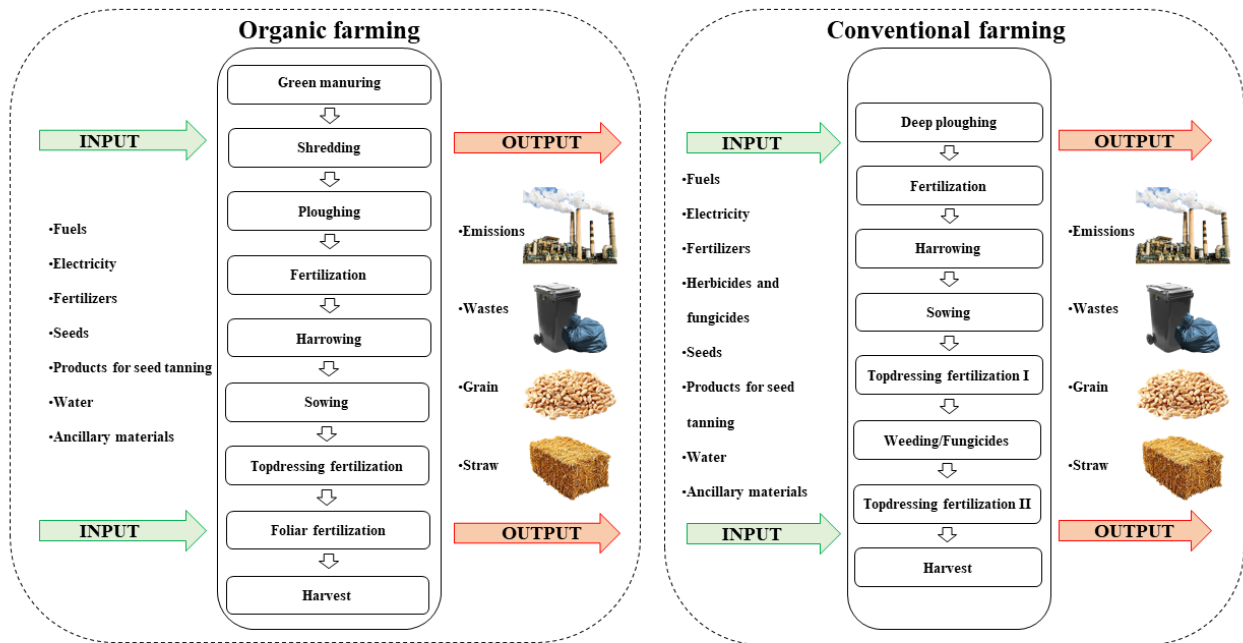 Organic farming
INPUT
•Fuels
•Electricity
•Fertilizers
•Seeds
•Products for seed tanning
•Water
•Ancillary materials
INPUT
Green manuring
Shredding
Ploughing
Fertilization
Harrowing
Sowing
Topdressing fertilization
Foliar fertilization
Harvest
OUTPUT
•Emissions
•Wastes
•Grain
•Straw
OUTPUT
Conventional farming
INPUT
•Fuels
•Electricity
•Fertilizers
•Herbicides and
fungicides
•Seeds
•Products for seed
tanning
•Water
•Ancillary materials
INPUT
Deep ploughing
Fertilization
Harrowing
Sowing
Topdressing fertilization I
Weeding/Fungicides
Topdressing fertilization II
Harvest
OUTPUT
•Emissions
•Wastes
•Grain
•Straw
OUTPUT